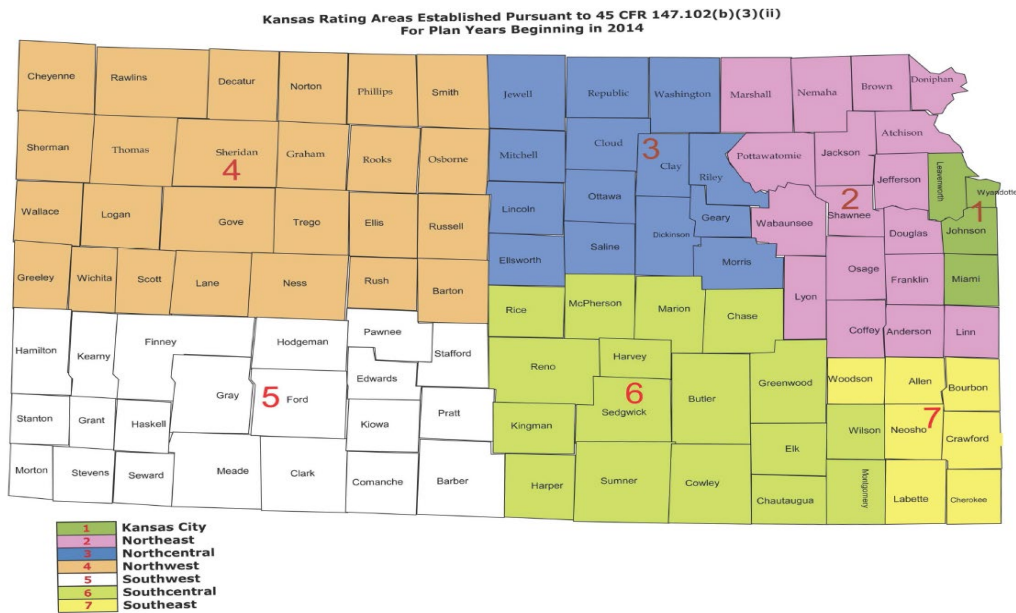 Kansas Rating Areas Established Pursuant to 45 CFR 147.102(b)(3)(ii)
For Plan Years Beginning in 2014
Cheyenne
Rawlins
Decatur
Norton
Phillips
Smith
Jewell
Republic
Washington
Marshall
Nemaha
Brown
Doniphan
Sherman
Thomas
Sheridan
4
Graham
Rooks
Osborne
Mitchell
Cloud
3
Clay
Riley
Pottawatomie
Jackson
Atchison
Jefferson
Leavenworth
Wyandotte
1
Wallace
Logan
Gove
Trego
Ellis
Russell
Lincoln
Ottawa
Dickinson
Geary
Wabaunsee
2
Shawnee
Douglas
Johnson
Greeley
Wichita
Scott
Lane
Ness
Rush
Barton
Ellsworth
Saline
Morris
Lyon
Osage
Franklin
Miami
Hamilton
Kearny
Finney
Hodgeman
Pawnee
Stafford
Rice
McPherson
Marion
Chase
Coffey
Anderson
Linn
Gray
5
Ford
Edwards
Reno
Harvey
6
Sedgwick
Butler
Greenwood
Woodson
Allen
Bourbon
Stanton
Grant
Haskell
Kiowa
Pratt
Kingman
Elk
Wilson
Neosho
7
Crawford
Morton
Stevens
Seward
Meade
Clark
Comanche
Barber
Harper
Sumner
Cowley
Chautaugua
Montgomery
Labette
Cherokee
1 Kansas City
2 Northeast
3 Northcentral
4 Northwest
5 Southwest
6 Southcentral
7 Southeast